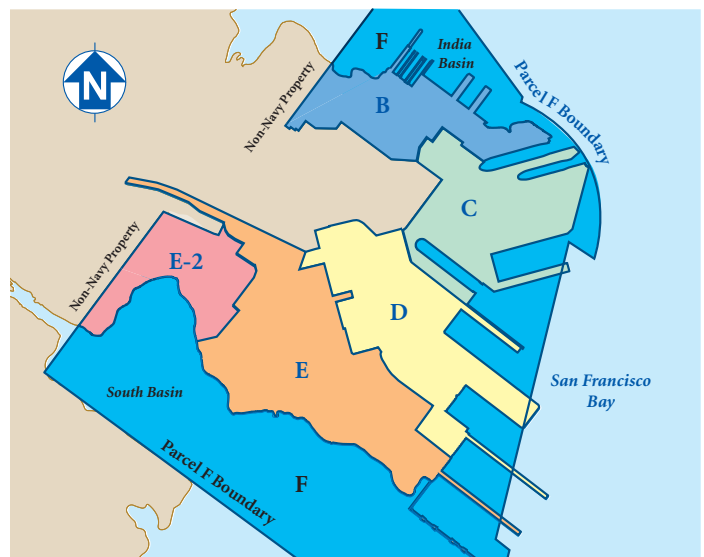 F
India
Basin
Parcel F Boundary
N
Non-Navy Property
B
C
Non-Navy Property
E-2
D
E
San Francisco
Bay
South Basin
Parcel F Boundary
F